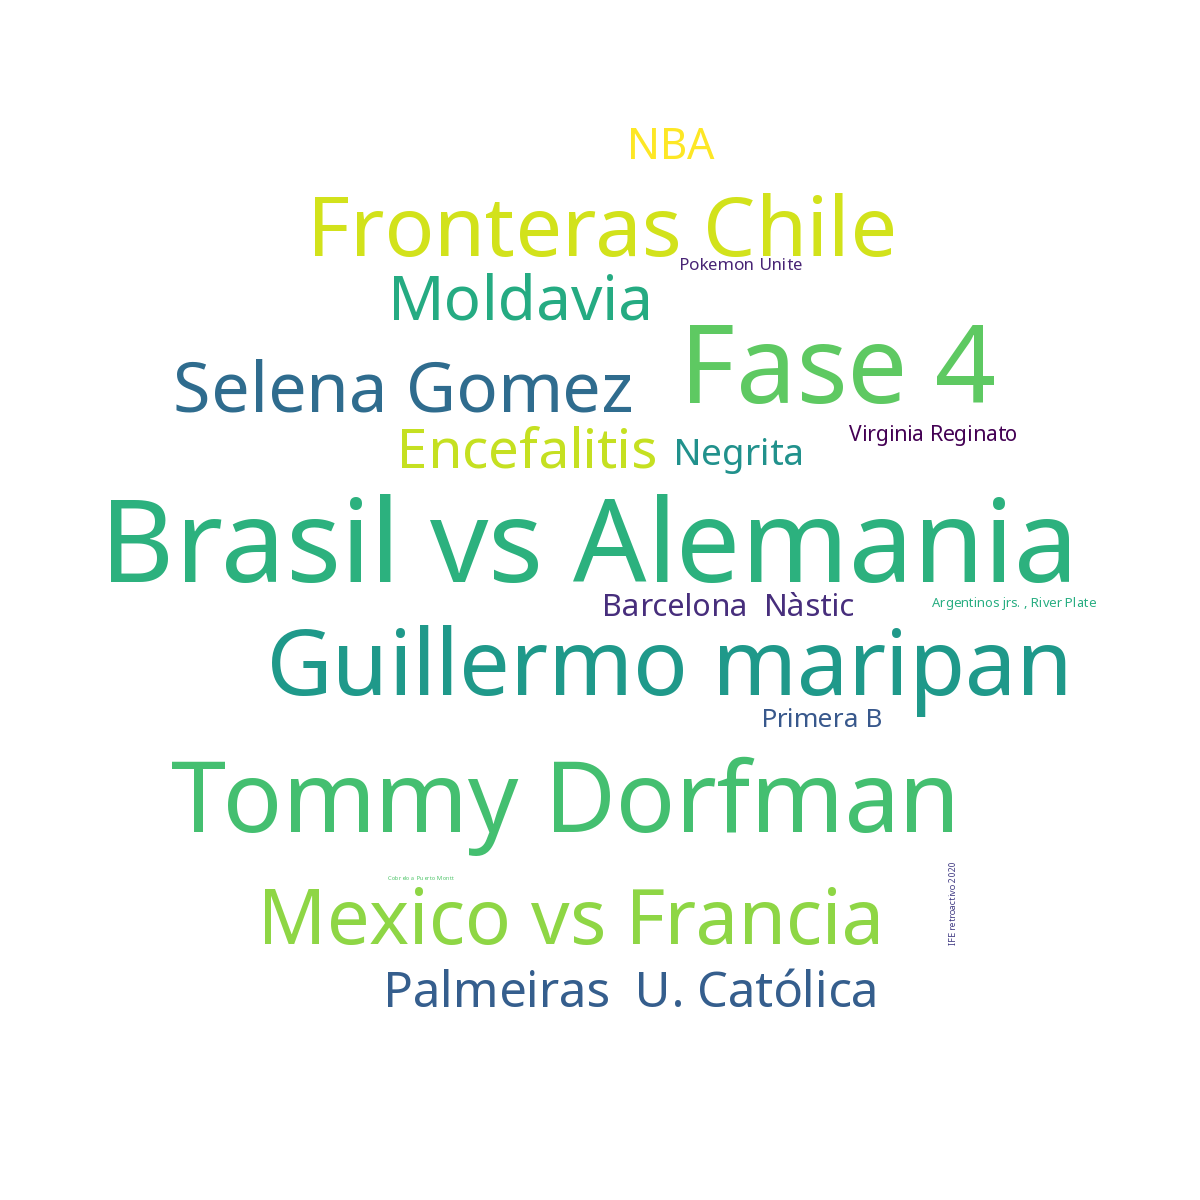 NBA
Fronteras Chile
Pokemon Unite
Moldavia
Fase 4
Selena Gomez
Virginia Reginato
Encefalitis
Negrita
Brasil vs Alemania
Barcelona Nàstic
Argentinos jrs. , River Plate
Guillermo maripan
Primera B
Tommy Dorfman
Cobreloa Puerto Montt
IFE retroactivo 2020
Mexico vs Francia
Palmeiras U. Católica